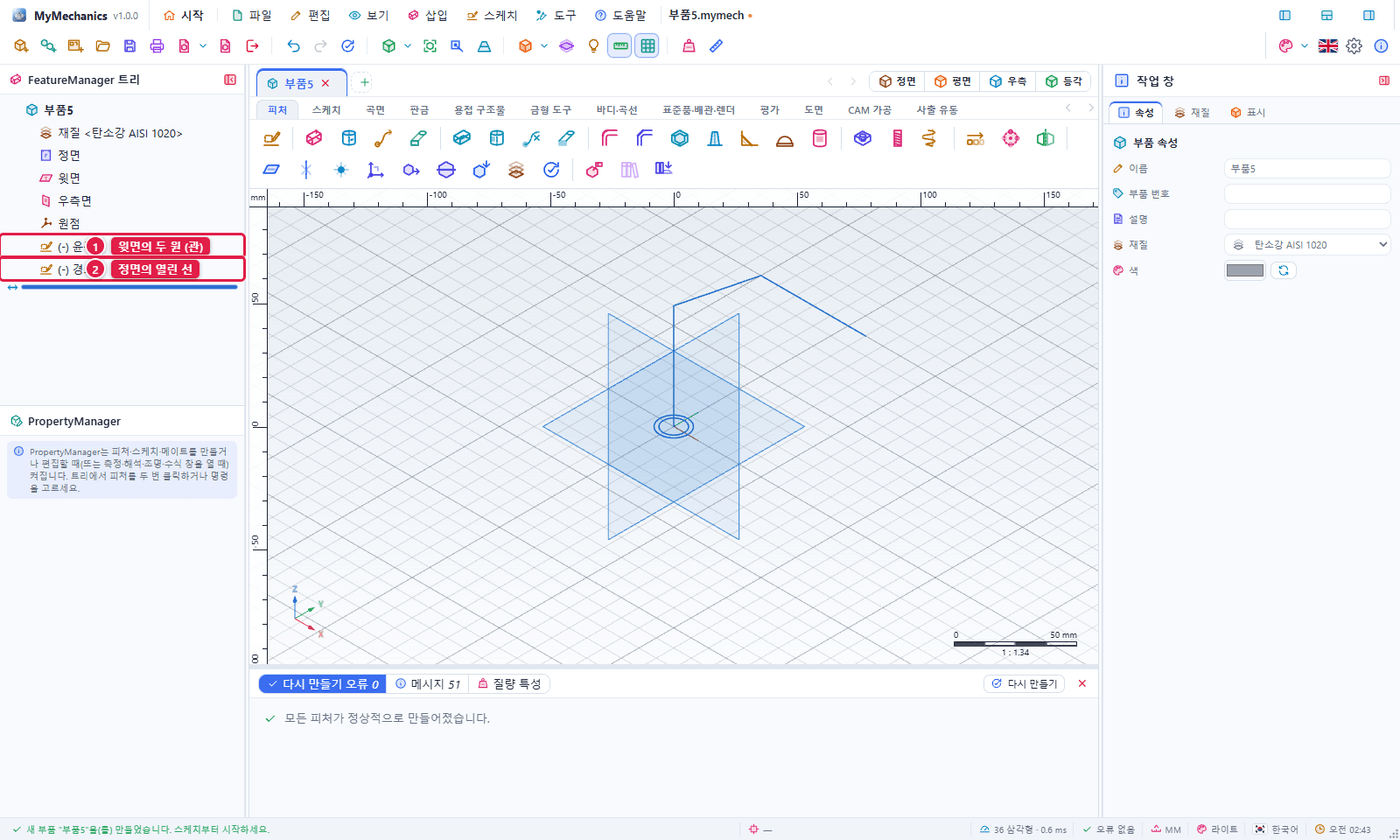 MyMechanics v1.0.0
시작
파일
편집
보기
삽입
스케치
도구
도움말
부품5.mymech
FeatureManager 트리
부품5
재질 <탄소강 AISI 1020>
정면
윗면
우측면
원점
(-) 윤 1 윗면의 두 원 (관)
(-) 경 2 정면의 열린 선
PropertyManager
PropertyManager는 피처·스케치·메이트를 만들거
나 편집할 때(또는 측정·해석·조명·수식 창을 열 때)
켜집니다. 트리에서 피처를 두 번 클릭하거나 명령
을 고르세요.
부품5
정면
평면
우측
등각
피처
스케치
곡면
판금
용접 구조물
금형 도구
바디·곡선
표준품·배관·렌더
평가
도면
CAM 가공
사출 유동
mm
-150
-100
-50
0
50
100
150
50
0
-50
Z
Y
X
0
50 mm
1 : 1.34
다시 만들기 오류 0
메시지 51
질량 특성
다시 만들기
모든 피처가 정상적으로 만들어졌습니다.
작업 창
속성
재질
표시
부품 속성
이름
부품5
부품 번호
설명
재질
탄소강 AISI 1020
색
새 부품 "부품5"을(를) 만들었습니다. 스케치부터 시작하세요.
—
36 삼각형 · 0.6 ms
오류 없음
MM
라이트
한국어
오전 02:43